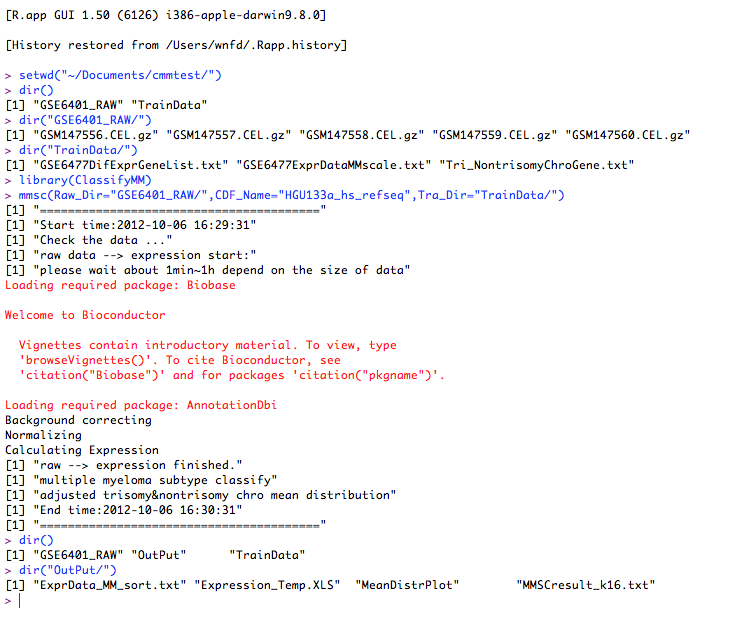 [R.app GUI 1.50 (6126) i386-apple-darwin9.8.0]
[History restored from /Users/wnfd/.Rapp.history]
> setwd("~/Documents/cmmtest/")
> dir()
[1] "GSE6401_RAW" "TrainData"
> dir("GSE6401_RAW/")
[1] "GSM147556.CEL.gz" "GSM147557.CEL.gz" "GSM147558.CEL.gz" "GSM147559.CEL.gz" "GSM147560.CEL.gz"
> dir("TrainData/")
[1] "GSE6477DifExprGeneList.txt" "GSE6477ExprDataMMscale.txt" "Tri_NontrisomyChroGene.txt"
> library(ClassifyMM)
> mmsc(Raw_Dir="GSE6401_RAW/",CDF_Name="HGU133a_hs_refseq",Tra_Dir="TrainData/")
[1] "========================================"
[1] "Start time:2012-10-06 16:29:31"
[1] "Check the data ..."
[1] "raw data --> expression start:"
[1] "please wait about 1min~1h depend on the size of data"
Loading required package: Biobase
Welcome to Bioconductor
Vignettes contain introductory material. To view, type
'browseVignettes()'. To cite Bioconductor, see
'citation("Biobase")' and for packages 'citation("pkgname")'.
Loading required package: AnnotationDbi
Background correcting
Normalizing
Calculating Expression
[1] "raw --> expression finished."
[1] "multiple myeloma subtype classify"
[1] "adjusted trisomy&nontrisomy chro mean distribution"
[1] "End time:2012-10-06 16:30:31"
[1] "========================================"
> dir()
[1] "GSE6401_RAW" "OutPut" "TrainData"
> dir("OutPut/")
[1] "ExprData_MM_sort.txt" "Expression_Temp.XLS" "MeanDistrPlot" "MMSCresult_k16.txt"
>